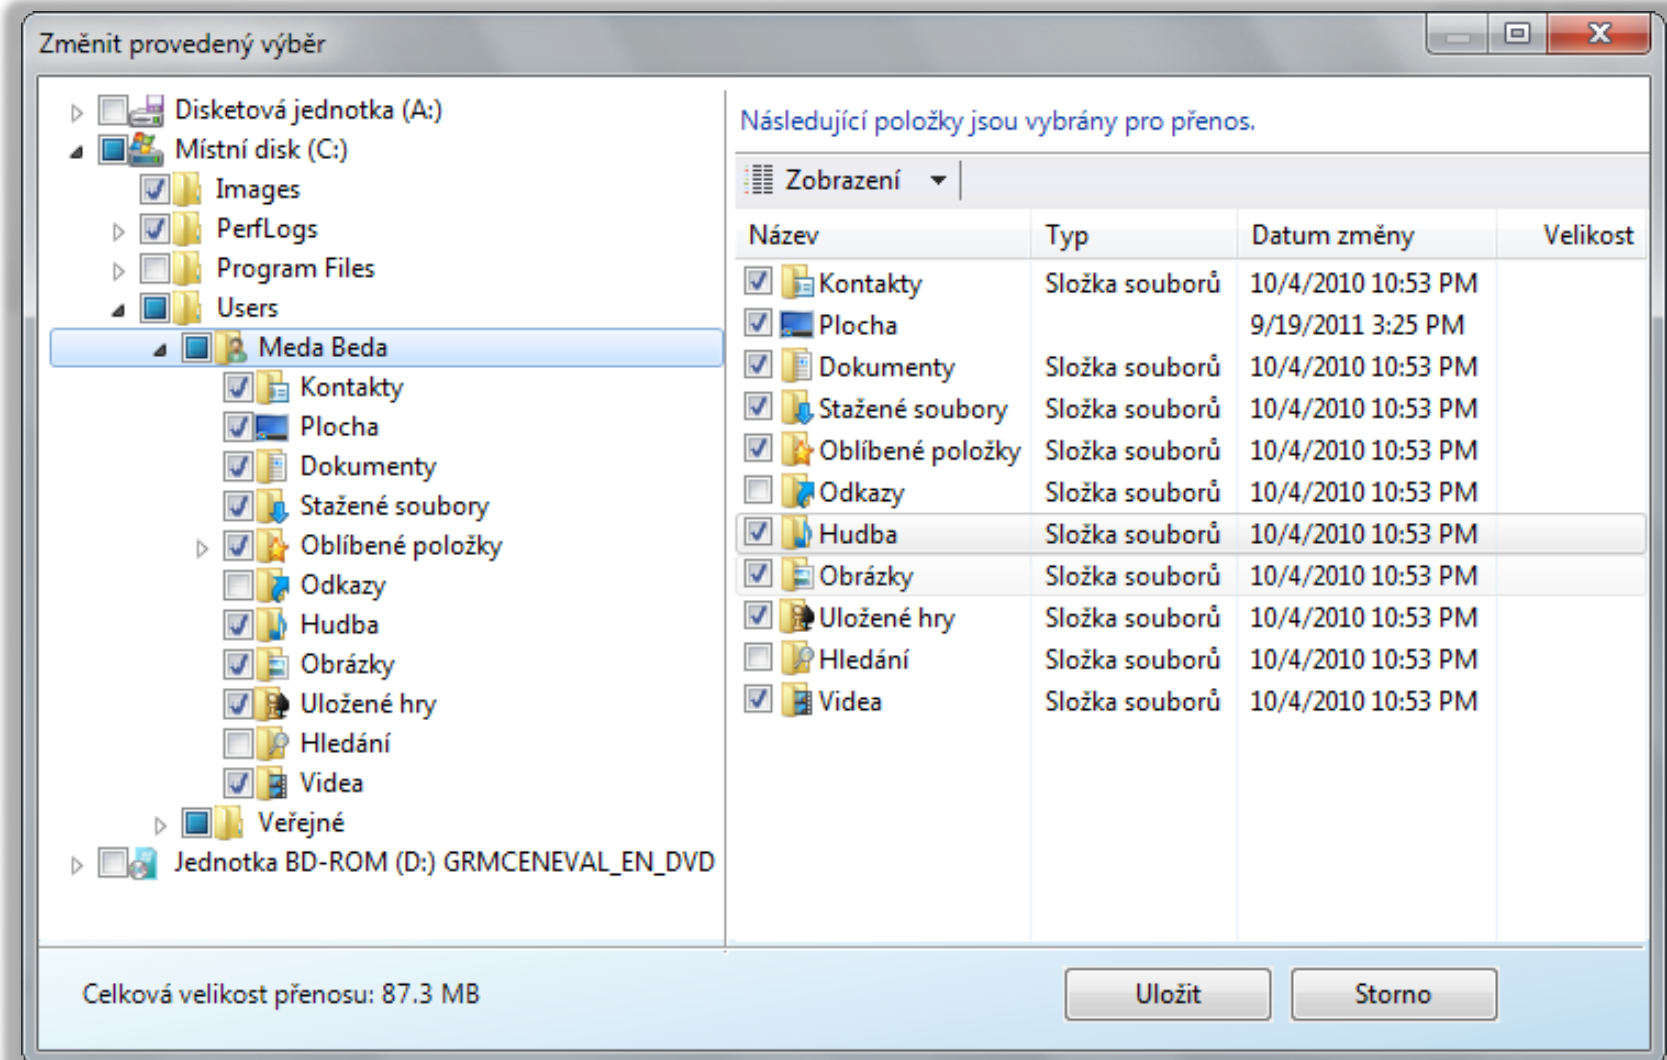 Změnit provedený výběr
Disketová jednotka (A:)
Místní disk (C:)
Images
PerfLogs
Program Files
Users
Meda Beda
Kontakty
Plocha
Dokumenty
Stažené soubory
Oblíbené položky
Odkazy
Hudba
Obrázky
Uložené hry
Hledání
Videa
Veřejné
Jednotka BD-ROM (D:) GRMCENEVAL_EN_DVD
Následující položky jsou vybrány pro přenos.
Zobrazení
Název Typ Datum změny Velikost
Kontakty Složka souborů 10/4/2010 10:53 PM
Plocha 9/19/2011 3:25 PM
Dokumenty Složka souborů 10/4/2010 10:53 PM
Stažené soubory Složka souborů 10/4/2010 10:53 PM
Oblíbené položky Složka souborů 10/4/2010 10:53 PM
Odkazy Složka souborů 10/4/2010 10:53 PM
Hudba Složka souborů 10/4/2010 10:53 PM
Obrázky Složka souborů 10/4/2010 10:53 PM
Uložené hry Složka souborů 10/4/2010 10:53 PM
Hledání Složka souborů 10/4/2010 10:53 PM
Videa Složka souborů 10/4/2010 10:53 PM
Celková velikost přenosu: 87.3 MB
Uložit
Storno